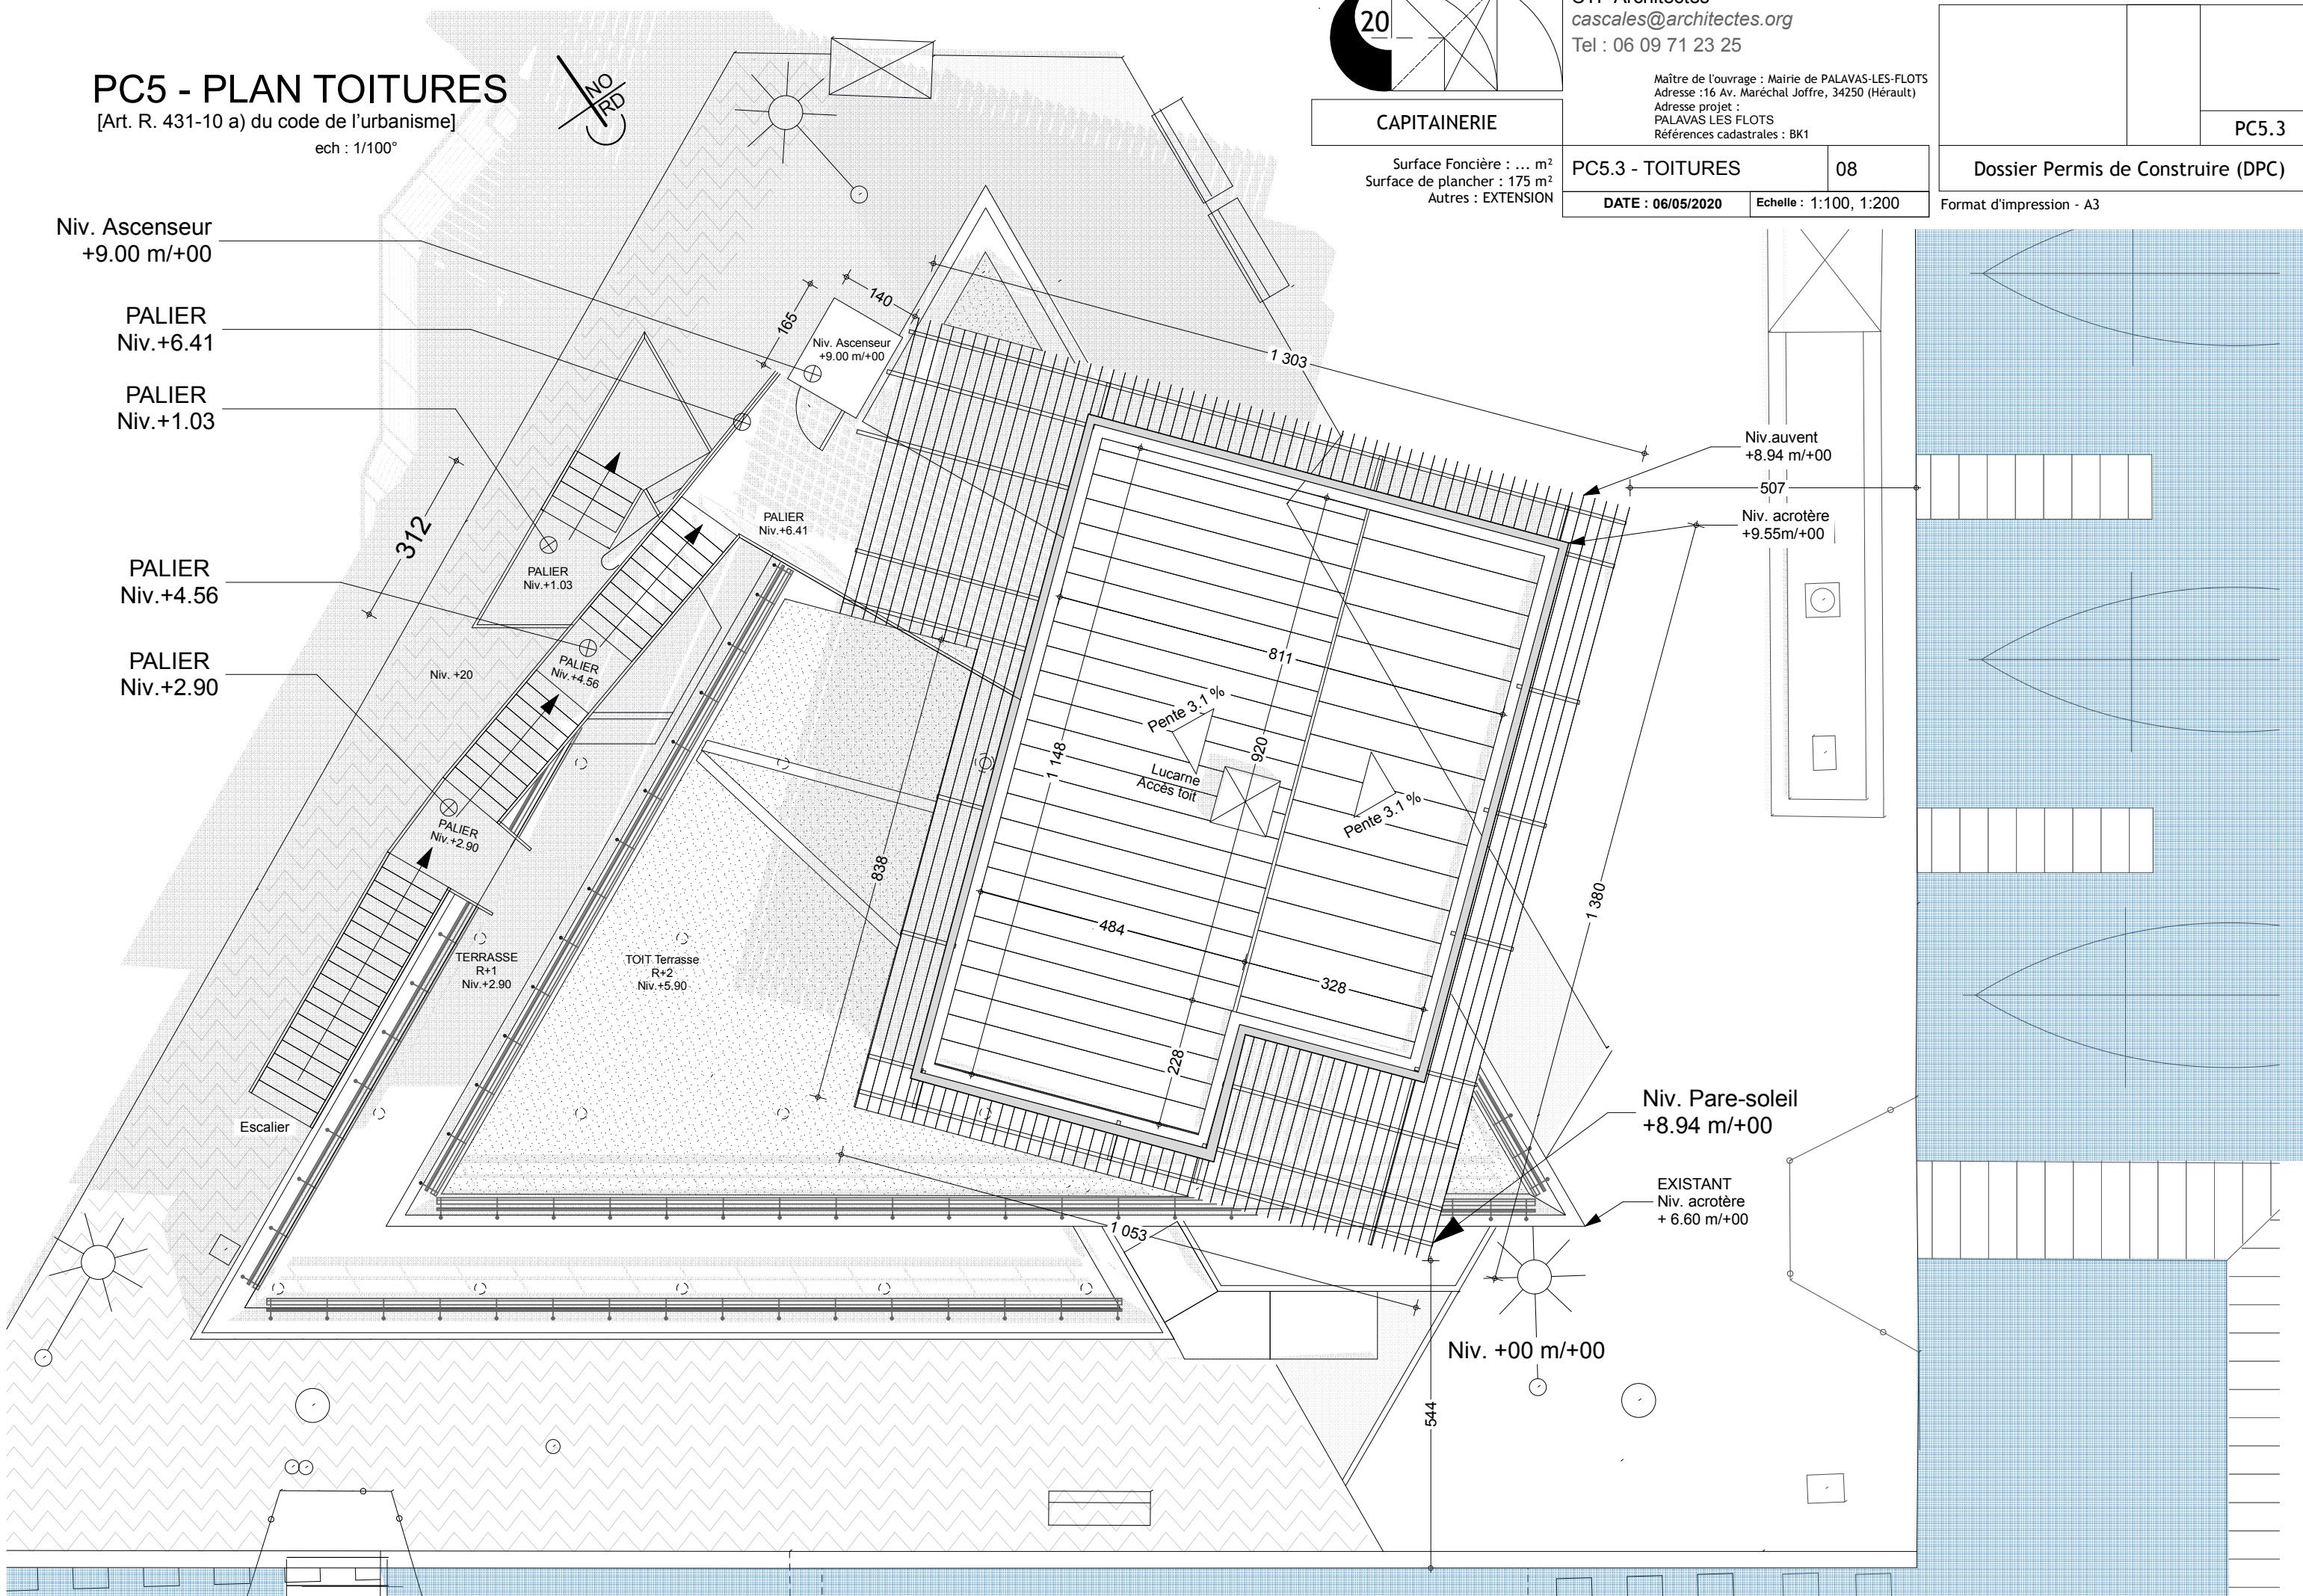 PC5 - PLAN TOITURES
[Art. R. 431-10 a) du code de l'urbanisme]
ech : 1/100°
NO
RD
20
cascales@architectes.org
Tel : 06 09 71 23 25
Maître de l'ouvrage : Mairie de PALAVAS-LES-FLOTS
Adresse :16 Av. Maréchal Joffre, 34250 (Hérault)
Adresse projet :
PALAVAS LES FLOTS
Références cadastrales : BK1
CAPITAINERIE
Surface Foncière : ... m²
Surface de plancher : 175 m²
Autres : EXTENSION
PC5.3 - TOITURES
08
DATE : 06/05/2020
Echelle : 1:100, 1:200
PC5.3
Dossier Permis de Construire (DPC)
Format d'impression - A3
Niv. Ascenseur
+9.00 m/+00
PALIER
Niv.+6.41
PALIER
Niv.+1.03
PALIER
Niv.+4.56
PALIER
Niv.+2.90
140
165
Niv. Ascenseur
+9.00 m/+00
1 303
312
PALIER
Niv.+6.41
PALIER
Niv.+1.03
Niv. +20
PALIER
Niv.+4.56
PALIER
Niv.+2.90
Niv.auvent
+8.94 m/+00
507
Niv. acrotère
+9.55m/+00
811
Pente 3.1 %
1 148
920
Lucarne
Accès toit
Pente 3.1 %
838
1 380
484
328
228
TERRASSE
R+1
Niv.+2.90
TOIT Terrasse
R+2
Niv.+5.90
Escalier
Niv. Pare-soleil
+8.94 m/+00
EXISTANT
Niv. acrotère
+ 6.60 m/+00
1 053
Niv. +00 m/+00
544